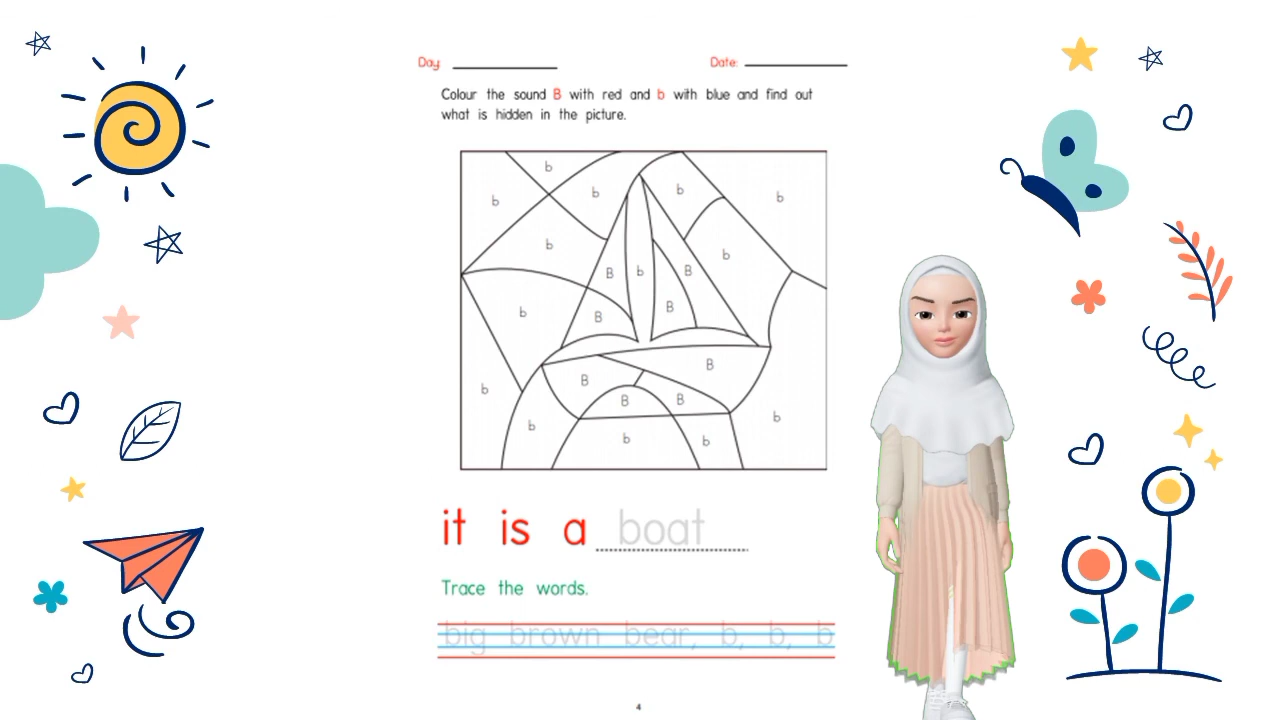 Day: Date:
Colour the sound B with red and b with blue and find out
what is hidden in the picture.
b
b b b b
b b
B b B
b B B
B
b B
B B
b b b b
it is a boat
Trace the words.
big brown bear, b, b, b
4